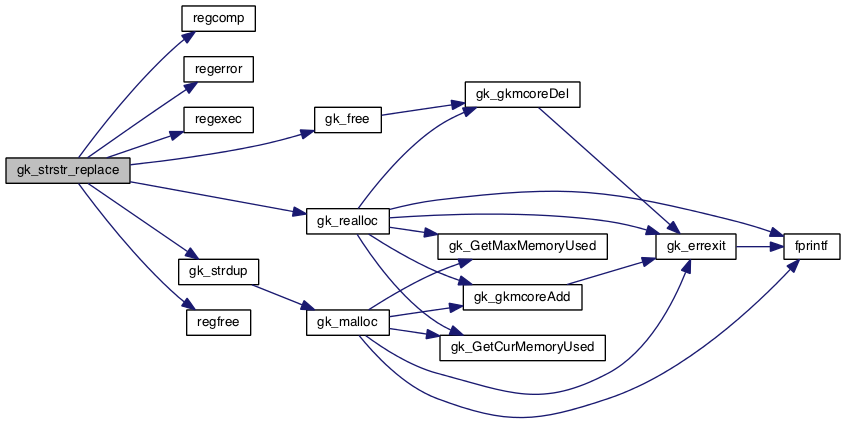 regcomp
regerror
gk_gkmcoreDel
regexec
gk_free
gk_strstr_replace
gk_realloc
gk_GetMaxMemoryUsed
gk_errexit
fprintf
gk_strdup
gk_gkmcoreAdd
regfree
gk_malloc
gk_GetCurMemoryUsed